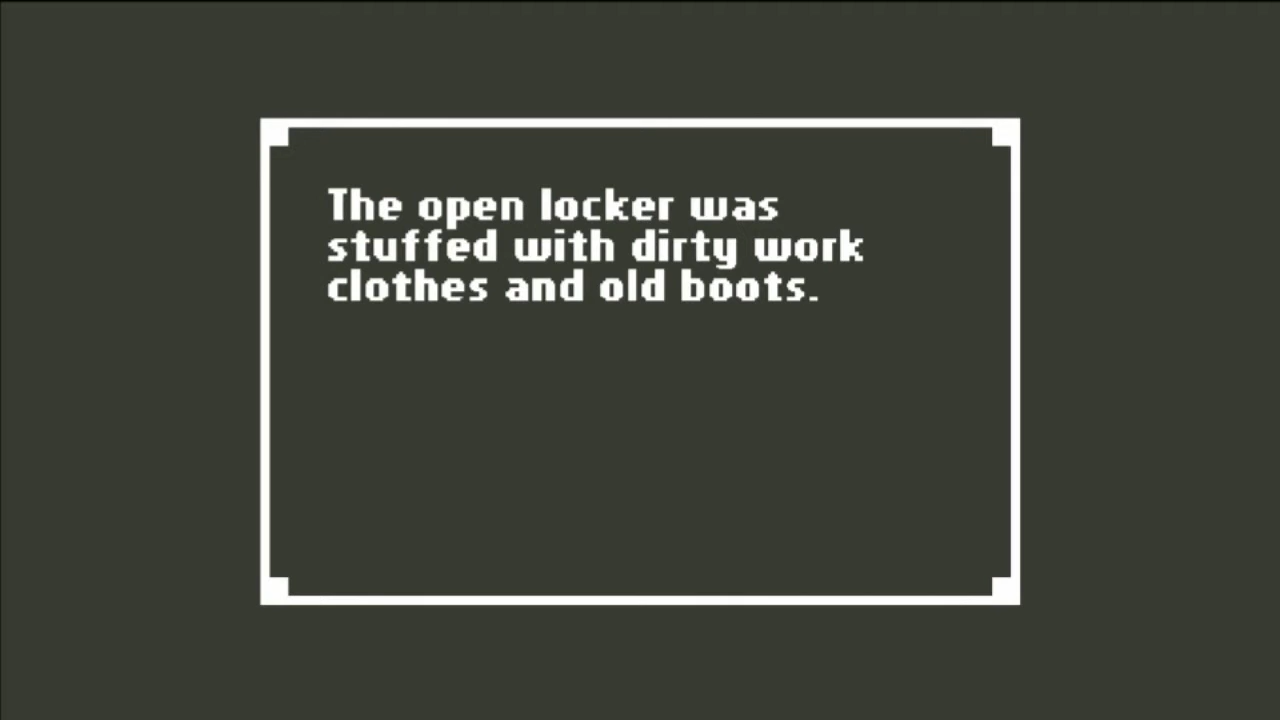 The open locker was
stuffed with dirty work
clothes and old boots.